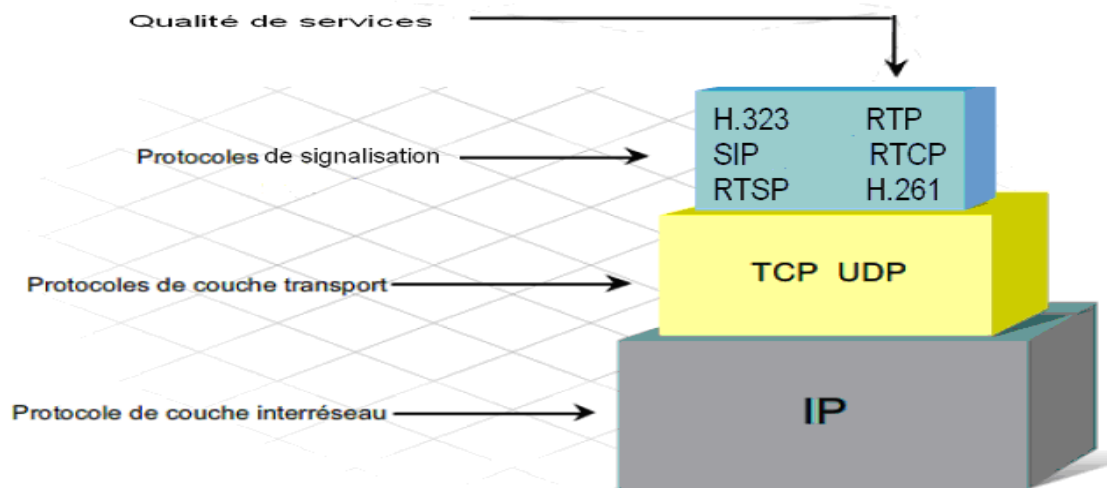 Qualité de services
H.323 RTP
Protocoles de signalisation
SIP RTCP
RTSP H.261
TCP UDP
Protocoles de couche transport
IP
Protocole de couche interréseau